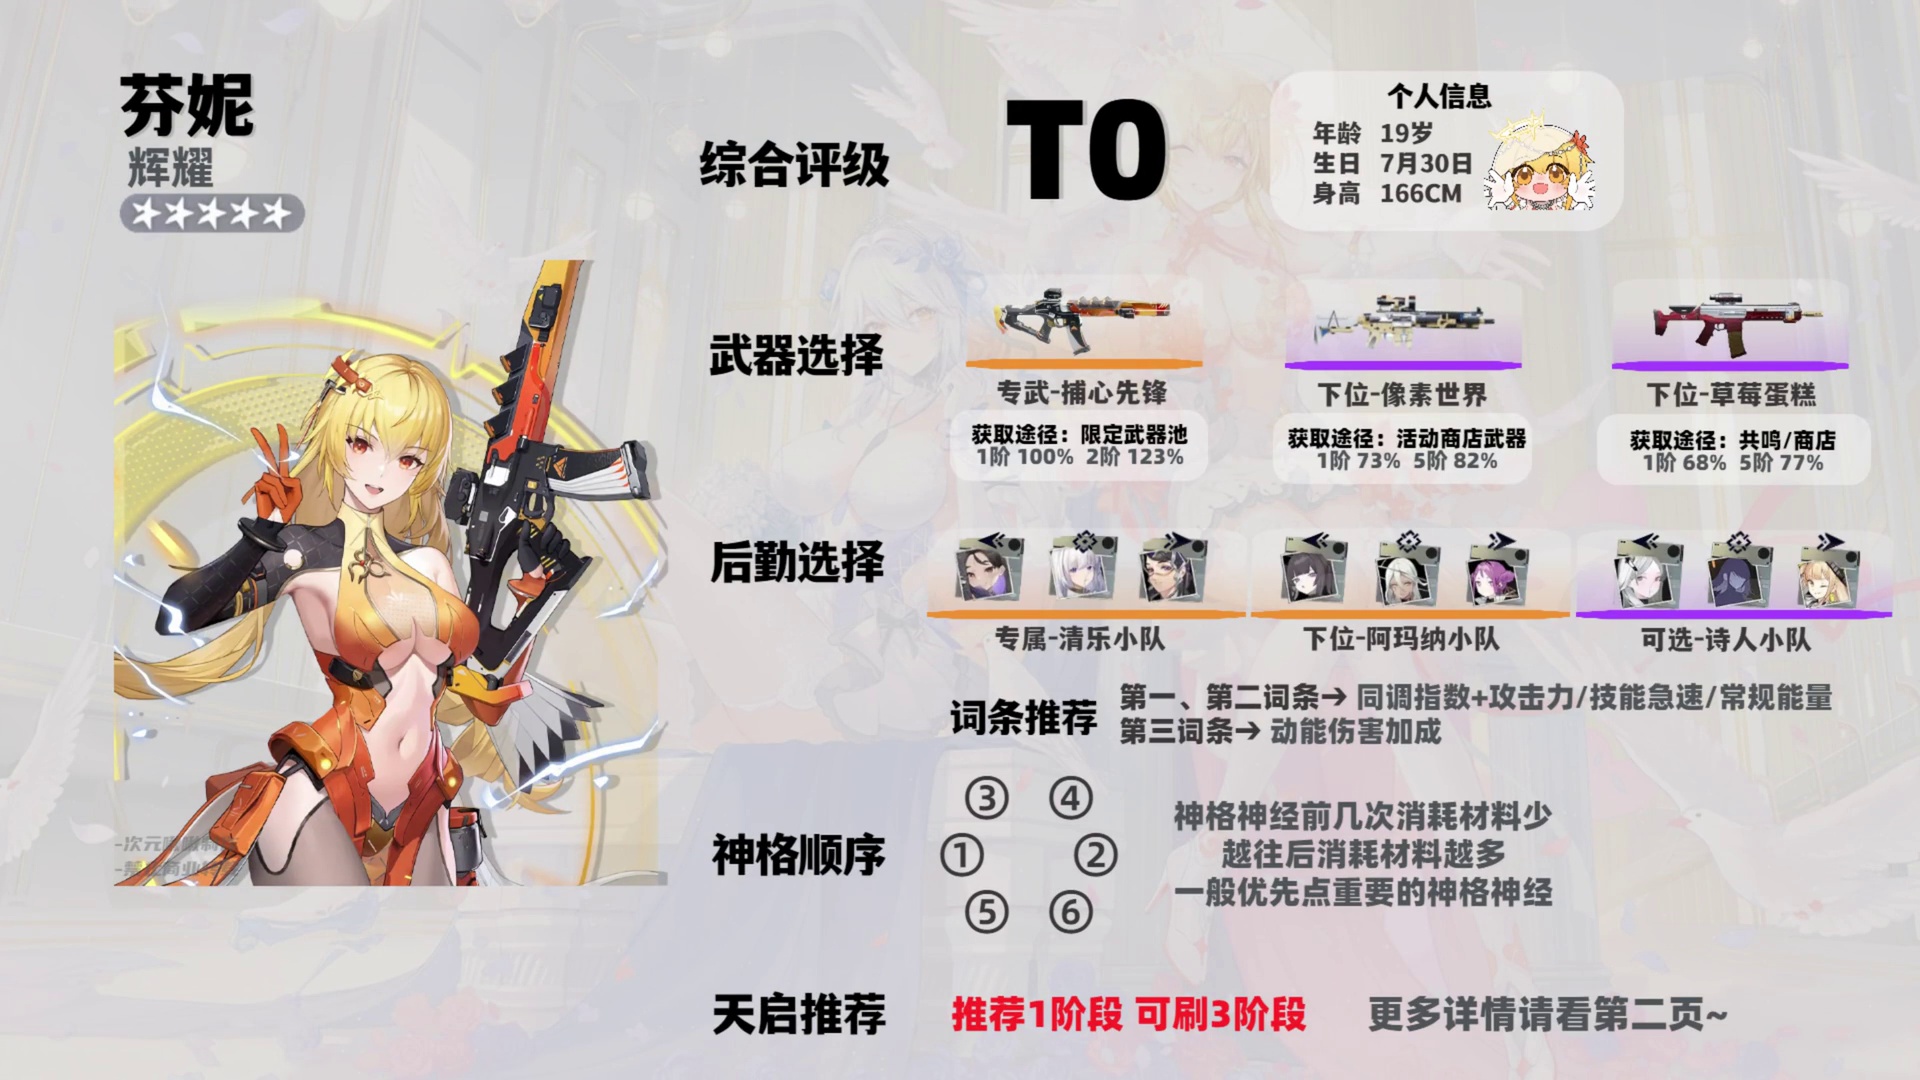 芬妮
辉耀
综合评级
T0
个人信息
年龄 19岁
生日 7月30日
身高 166CM
武器选择
专武-捕心先锋
获取途径：限定武器池
1阶 100% 2阶 123%
下位-像素世界
获取途径：活动商店武器
1阶 73% 5阶 82%
下位-草莓蛋糕
获取途径：共鸣/商店
1阶 68% 5阶 77%
后勤选择
专属-清乐小队
下位-阿玛纳小队
可选-诗人小队
词条推荐
第一、第二词条→ 同调指数+攻击力/技能急速/常规能量
第三词条→ 动能伤害加成
神格顺序
③ ④
① ②
⑤ ⑥
神格神经前几次消耗材料少
越往后消耗材料越多
一般优先点重要的神格神经
天启推荐
推荐1阶段 可刷3阶段
更多详情请看第二页~
-次元